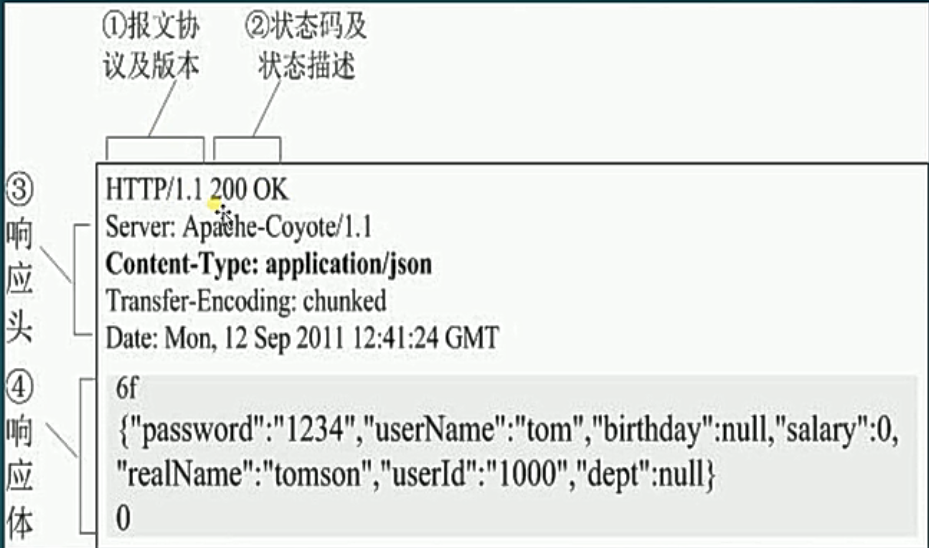 ①报文协
议及版本
②状态码及
状态描述
HTTP/1.1 200 OK
Server: Apache-Coyote/1.1
Content-Type: application/json
Transfer-Encoding: chunked
Date: Mon, 12 Sep 2011 12:41:24 GMT
③
响
应
头
6f
{"password":"1234","userName":"tom","birthday":null,"salary":0,
"realName":"tomson","userId":"1000","dept":null}
0
④
响
应
体